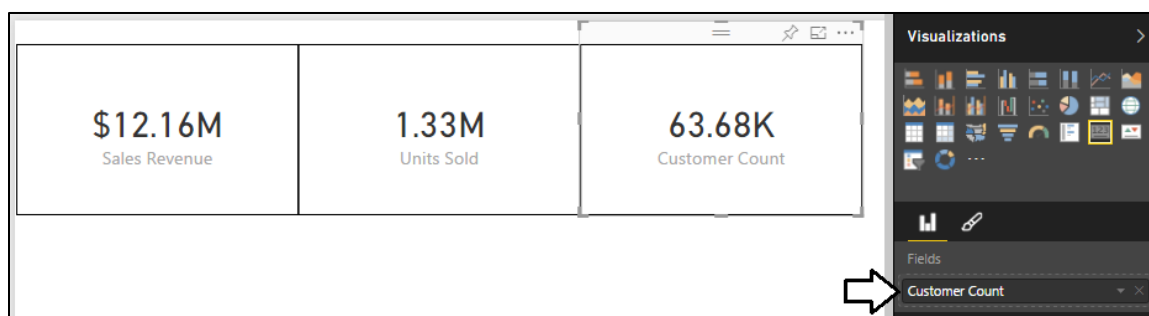 $12.16M
Sales Revenue
1.33M
Units Sold
63.68K
Customer Count
Visualizations
Fields
Customer Count